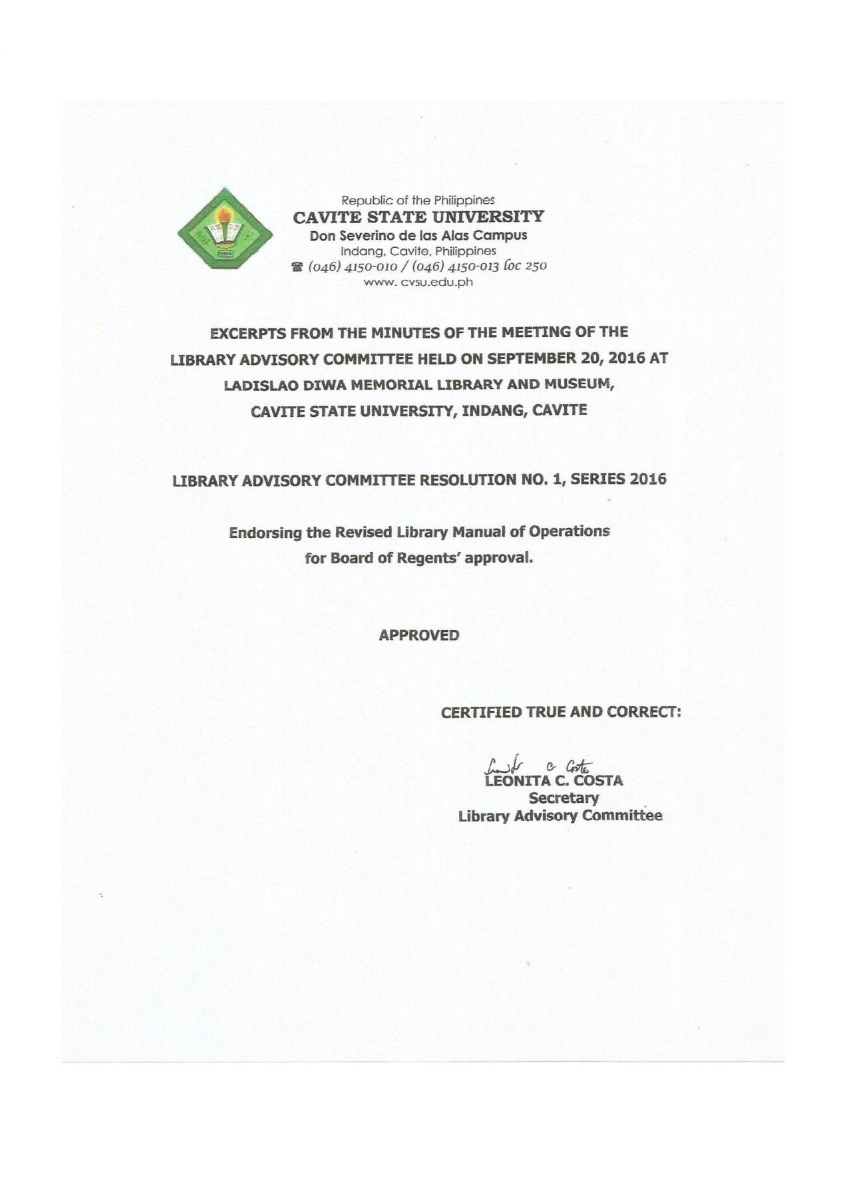 Republic of the Philippines
CAVITE STATE UNIVERSITY
Don Severino de las Alas Campus
Indang, Cavite, Philippines
☎ (046) 4150-010 / (046) 4150-013 loc 250
www. cvsu.edu.ph
EXCERPTS FROM THE MINUTES OF THE MEETING OF THE
LIBRARY ADVISORY COMMITTEE HELD ON SEPTEMBER 20, 2016 AT
LADISLAO DIWA MEMORIAL LIBRARY AND MUSEUM,
CAVITE STATE UNIVERSITY, INDANG, CAVITE
LIBRARY ADVISORY COMMITTEE RESOLUTION NO. 1, SERIES 2016
Endorsing the Revised Library Manual of Operations
for Board of Regents' approval.
APPROVED
CERTIFIED TRUE AND CORRECT:
LEONITA C. COSTA
Secretary
Library Advisory Committee